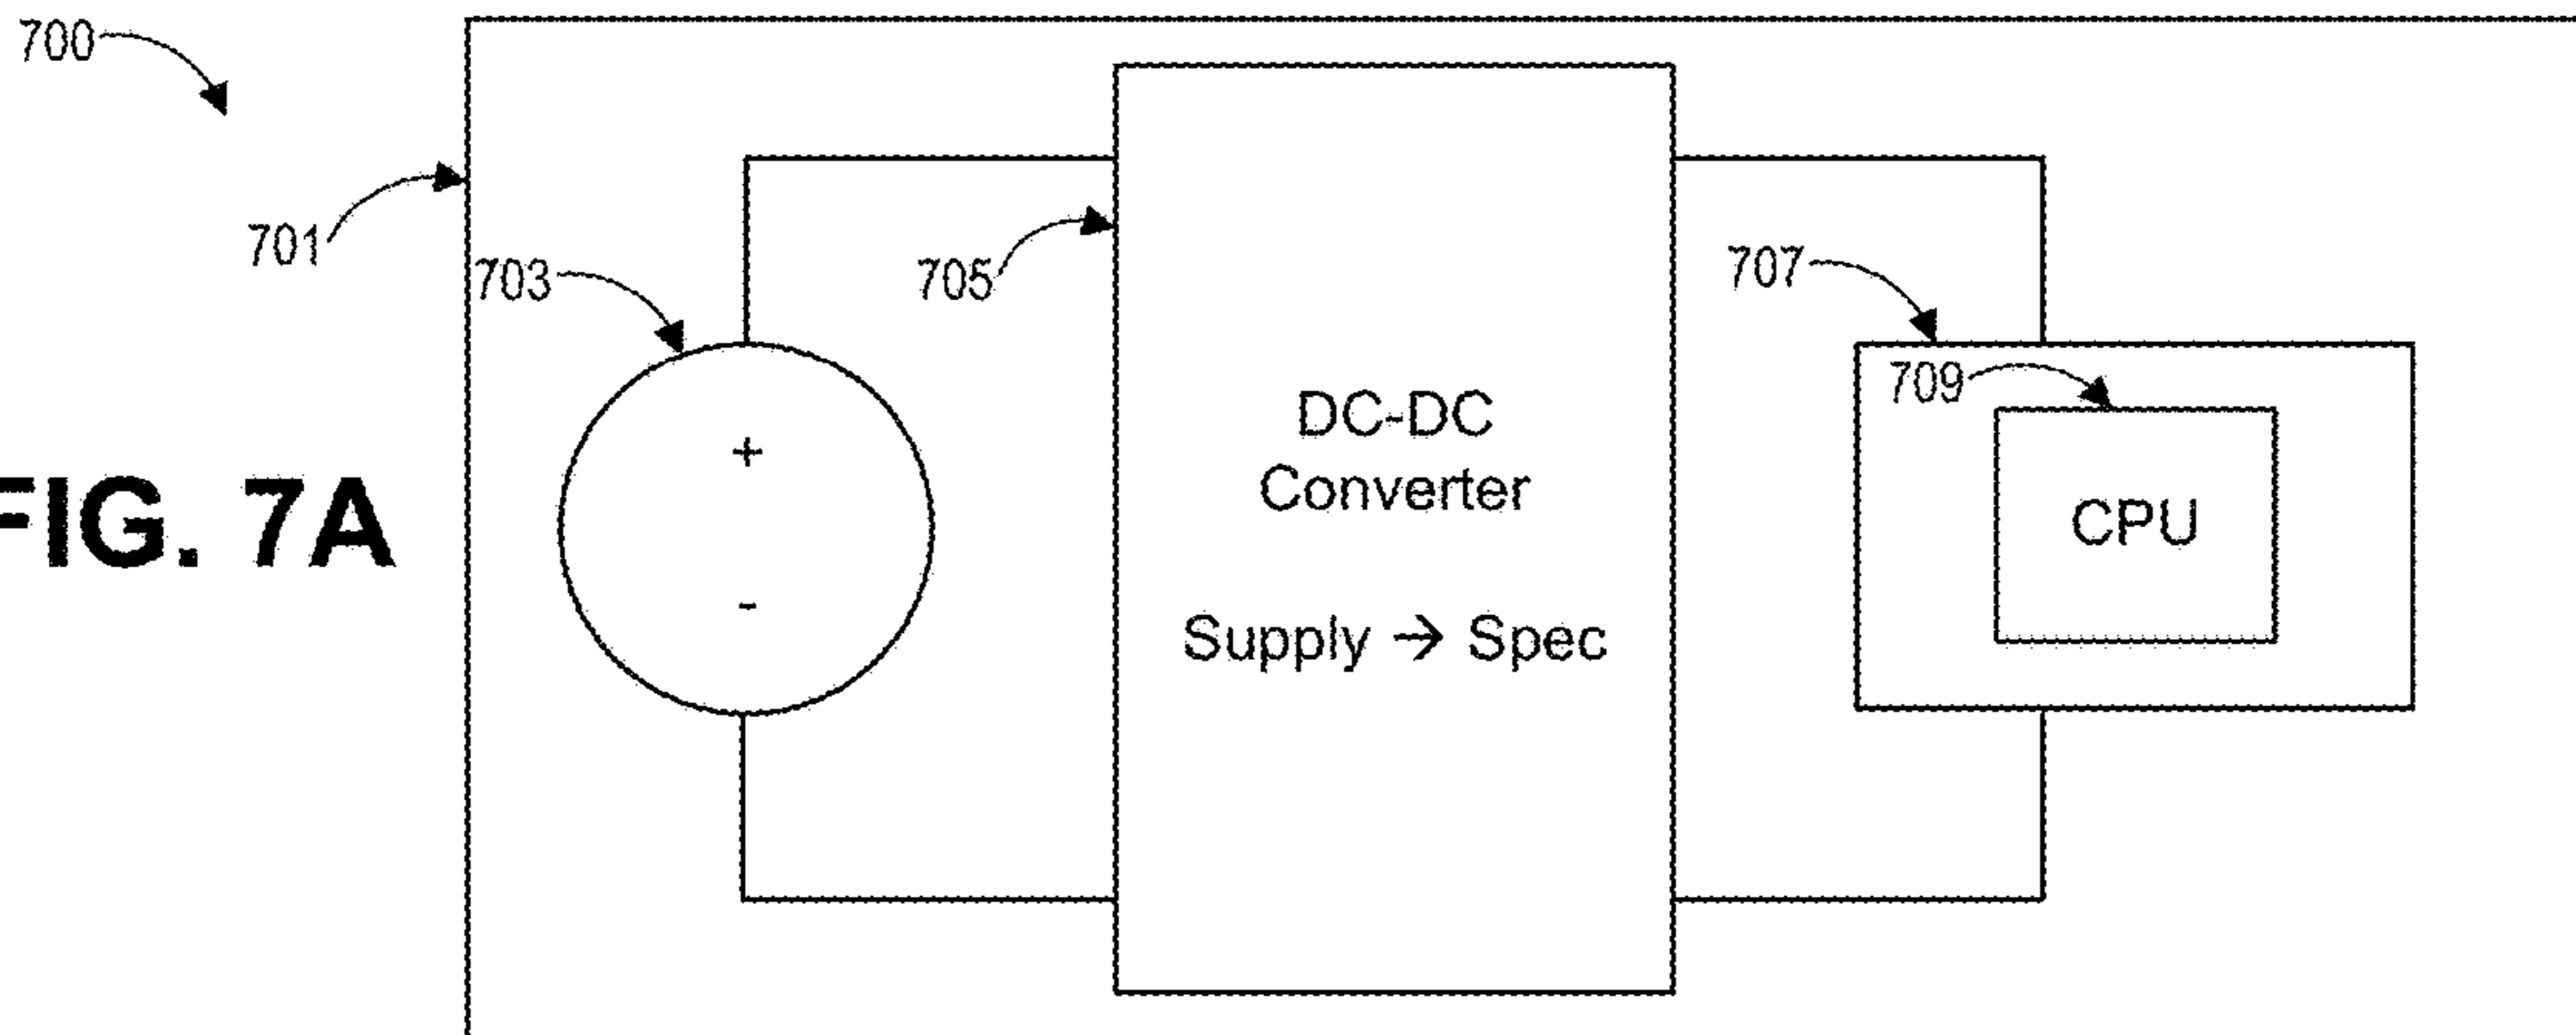 700
701
703
705
707
709
+
-
DC-DC
Converter
Supply → Spec
CPU
FIG. 7A